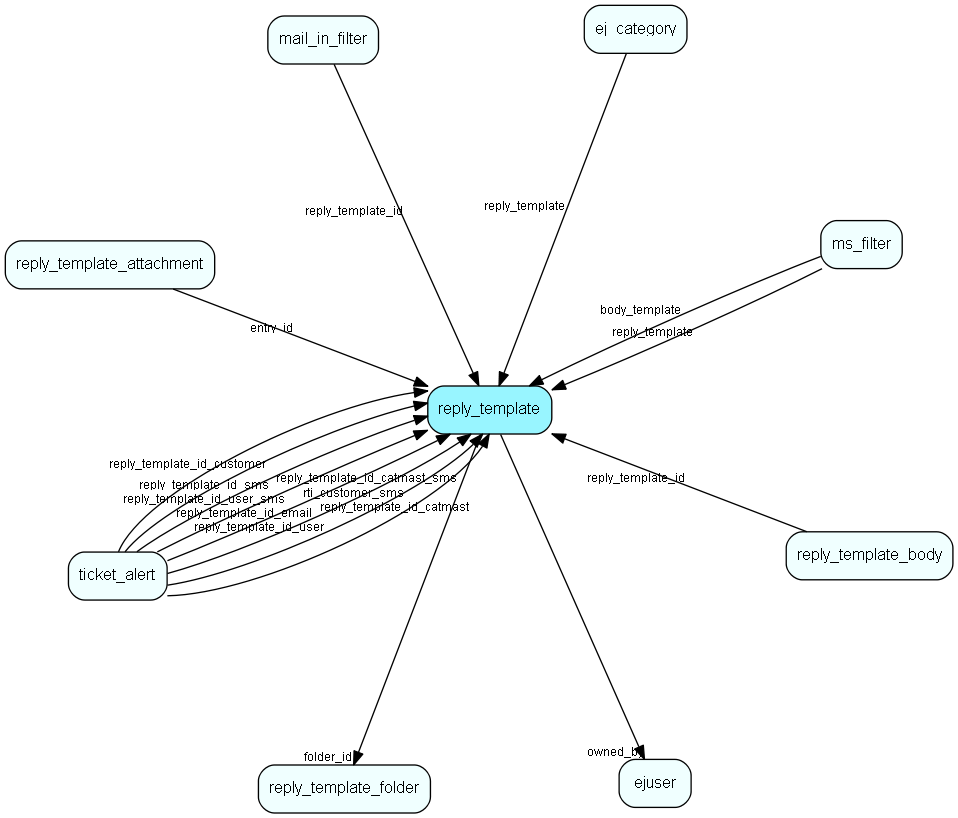 ej_category
mail_in_filter
reply_template_id
reply_template
ms_filter
reply_template_attachment
body_template
entry_id
reply_template
reply_template
reply_template_id_customer
reply_template_id_catmast_sms
reply_template_id
reply_template_id_sms
rti_customer_sms
reply_template_id_user_sms
reply_template_id_catmast
reply_template_id_email
reply_template_id_user
reply_template_body
ticket_alert
folder_id
owned_by
reply_template_folder
ejuser